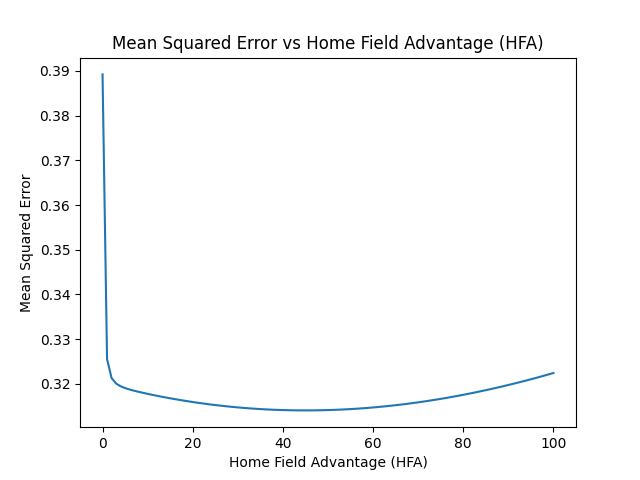 Mean Squared Error vs Home Field Advantage (HFA)
Mean Squared Error
0.39
0.38
0.37
0.36
0.35
0.34
0.33
0.32
0 20 40 60 80 100
Home Field Advantage (HFA)